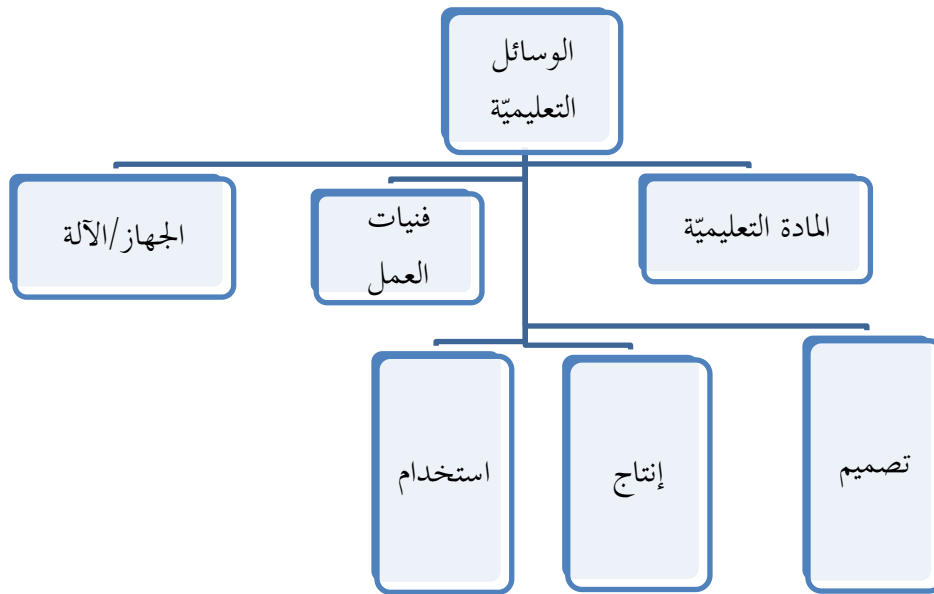 الوسائل
التعليميّة
المادة التعليميّة
فنيات
العمل
الجهاز/الآلة
تصميم
إنتاج
استخدام